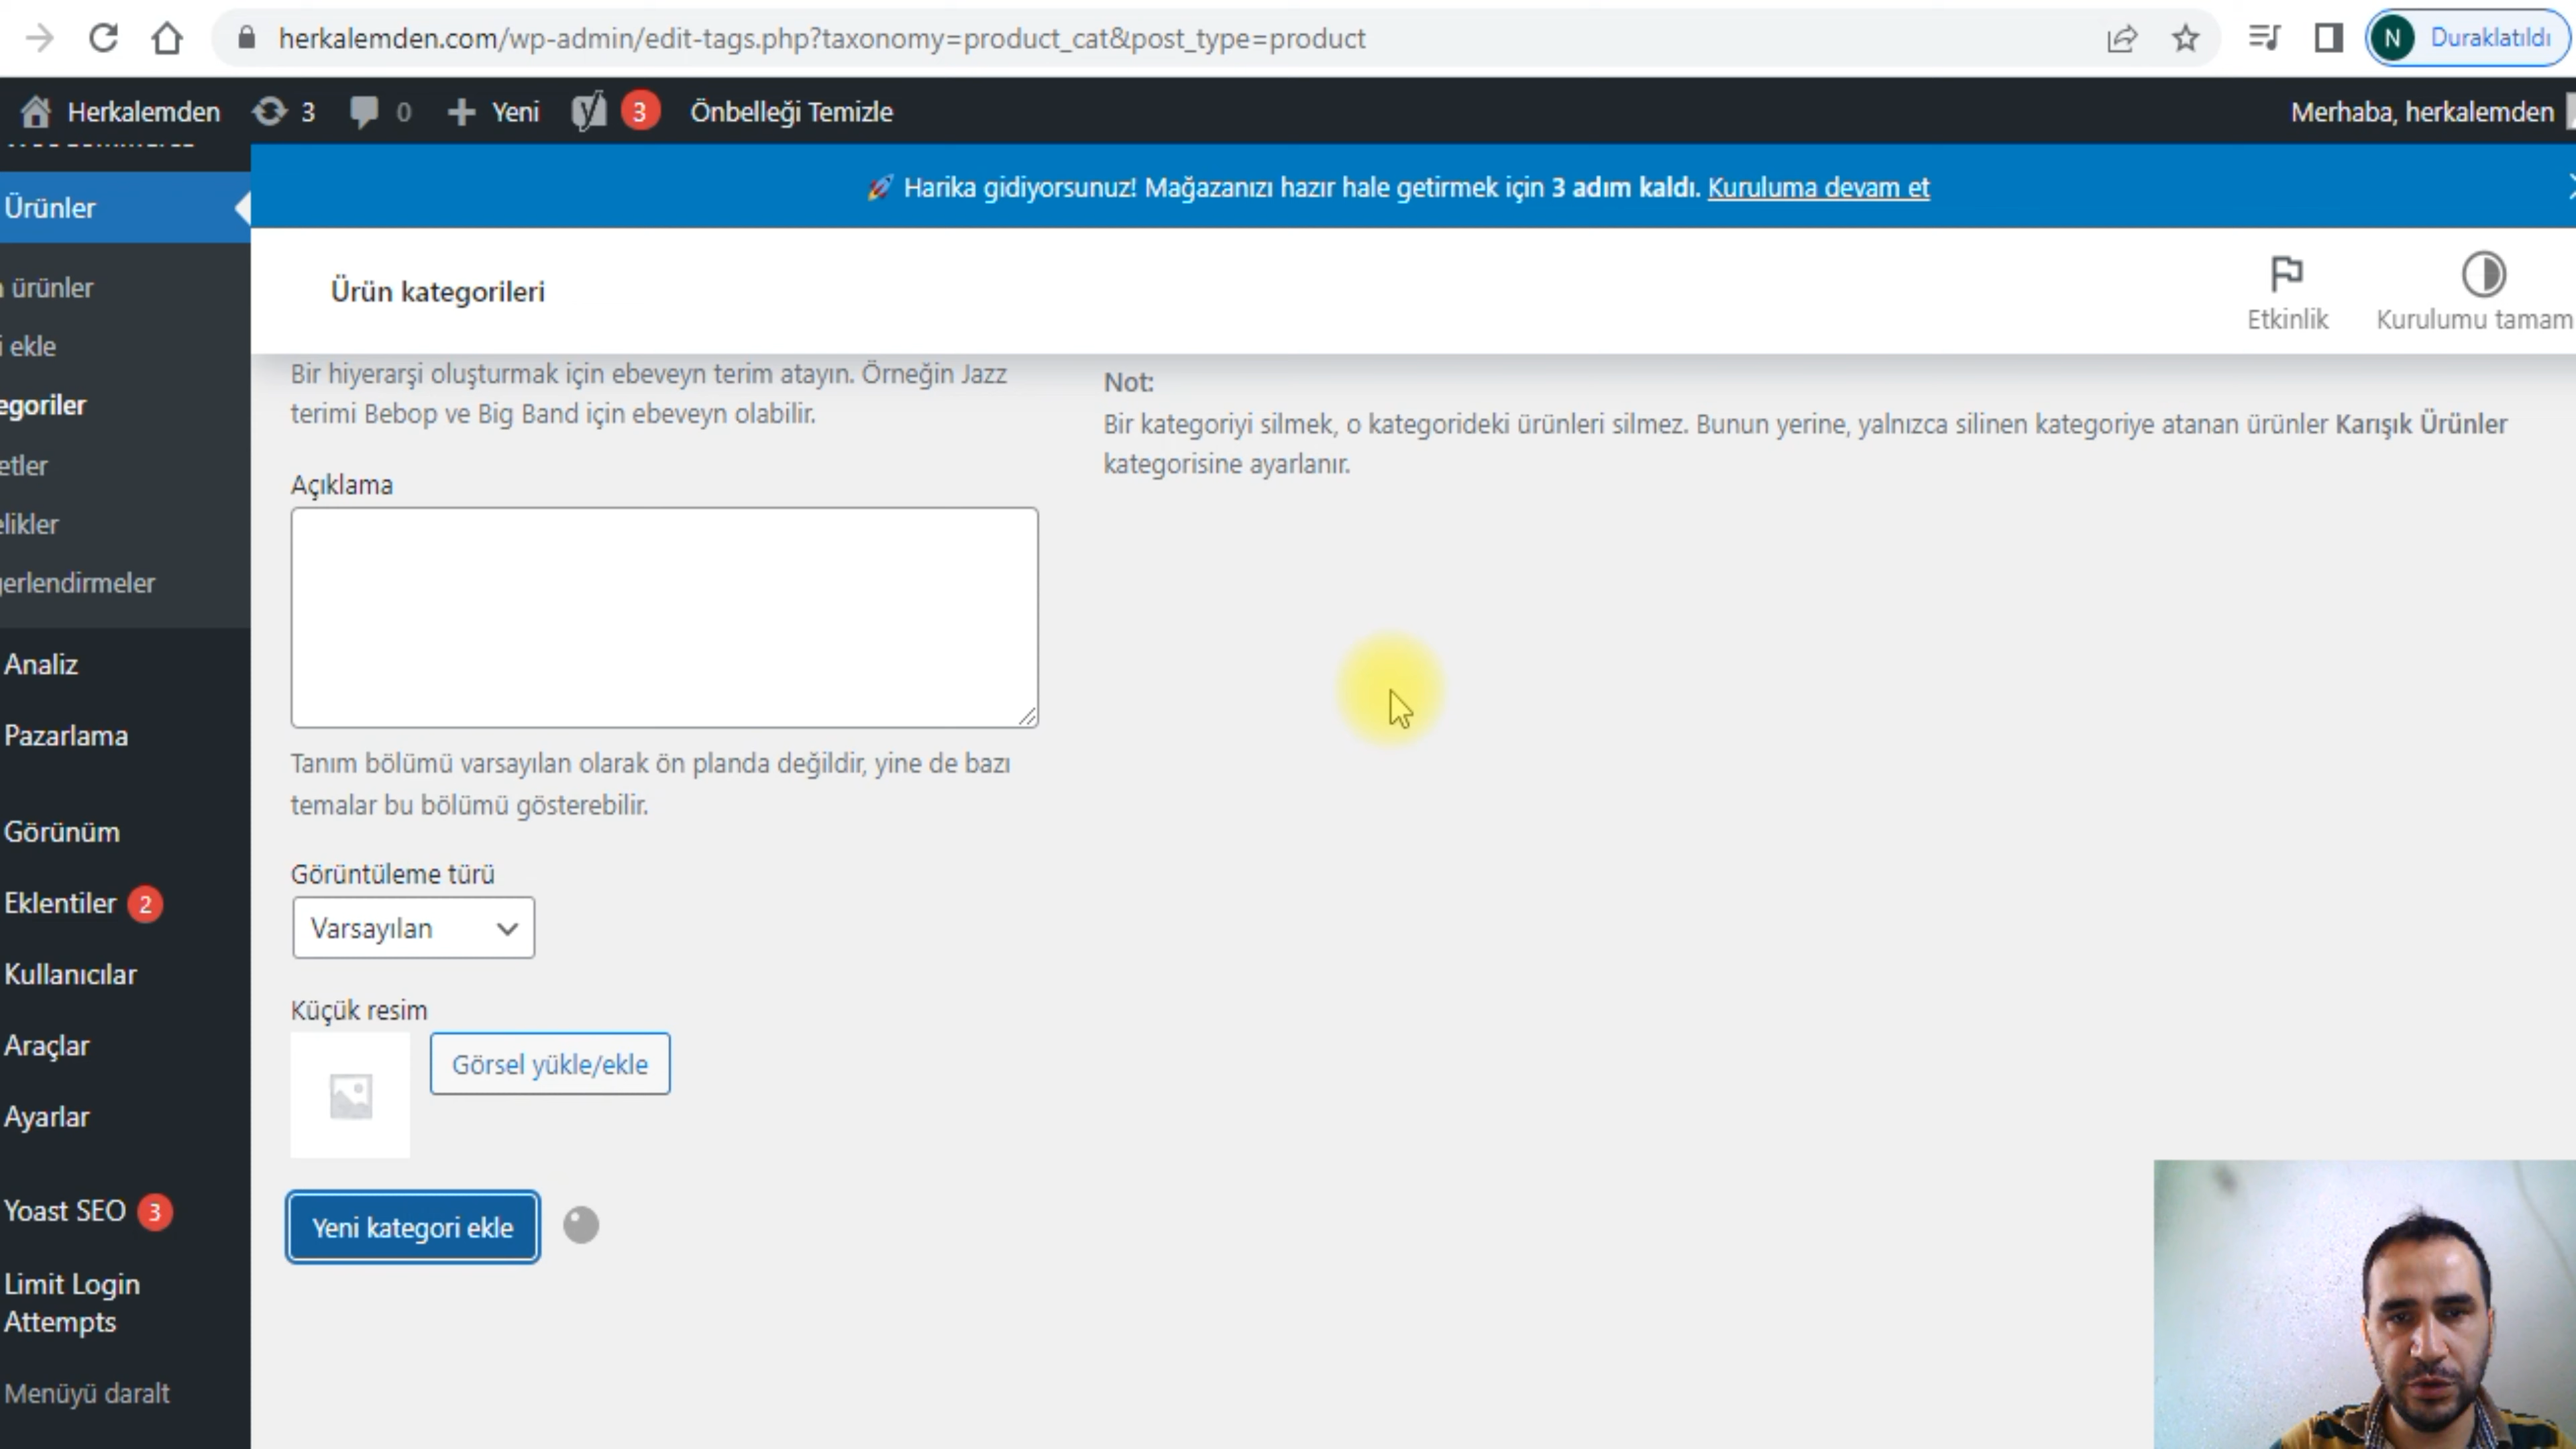 herkalemden.com/wp-admin/edit-tags.php?taxonomy=product_cat&post_type=product
N Duraklatıldı
Herkalemden 3 0 Yeni 3 Önbelleği Temizle
Merhaba, herkalemden
Ürünler
Harika gidiyorsunuz! Mağazanızı hazır hale getirmek için 3 adım kaldı. Kuruluma devam et
ürünler
ekle
egoriler
etler
elikler
erlendirmeler
Analiz
Pazarlama
Görünüm
Eklentiler 2
Kullanıcılar
Araçlar
Ayarlar
Yoast SEO 3
Limit Login
Attempts
Menüyü daralt
Ürün kategorileri
Etkinlik
Kurulumu tamam
Bir hiyerarşi oluşturmak için ebeveyn terim atayın. Örneğin Jazz
terimi Bebop ve Big Band için ebeveyn olabilir.
Açıklama
Tanım bölümü varsayılan olarak ön planda değildir, yine de bazı
temalar bu bölümü gösterebilir.
Görüntüleme türü
Varsayılan
Küçük resim
Görsel yükle/ekle
Yeni kategori ekle
Not:
Bir kategoriyi silmek, o kategorideki ürünleri silmez. Bunun yerine, yalnızca silinen kategoriye atanan ürünler Karışık Ürünler
kategorisine ayarlanır.